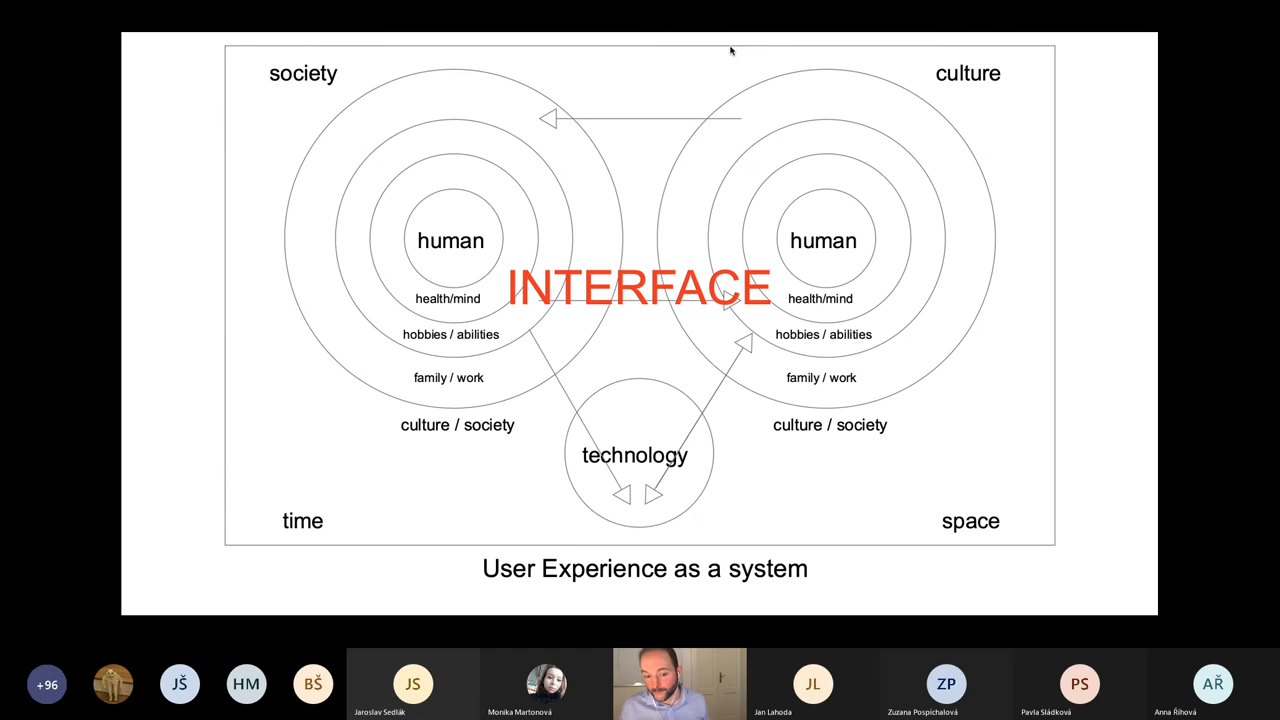 society
culture
human
human
INTERFACE
health/mind
health/mind
hobbies / abilities
hobbies / abilities
family / work
family / work
culture / society
culture / society
technology
time
space
User Experience as a system
+96
JŠ
HM
BŠ
JS
JL
ZP
PS
AŘ
Jaroslav Sedlák
Monika Martonová
Jan Lahoda
Zuzana Pospíchalová
Pavla Sládková
Anna Říhová